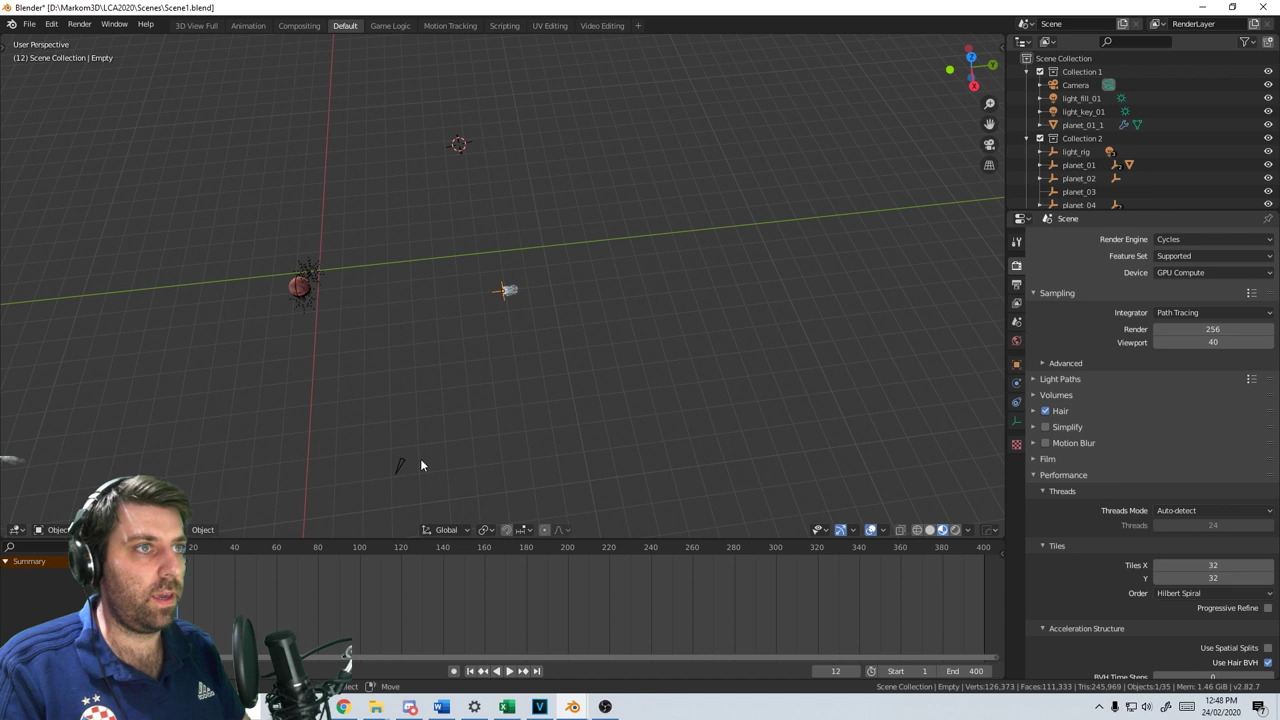 Blender* [D:\Markom3D\LCA2020\Scenes\Scene1.blend]
File Edit Render Window Help 3D View Full Animation Compositing Default Game Logic Motion Tracking Scripting UV Editing Video Editing + Scene RenderLayer
User Perspective
(12) Scene Collection | Empty
Z
Y
X
Scene Collection
Collection 1
Camera
light_fill_01
light_key_01
planet_01_1
Collection 2
light_rig
planet_01
planet_02
planet_03
planet_04
Scene
Render Engine Cycles
Feature Set Supported
Device GPU Compute
Sampling
Integrator Path Tracing
Render 256
Viewport 40
Advanced
Light Paths
Volumes
Hair
Simplify
Motion Blur
Film
Performance
Threads
Threads Mode Auto-detect
Threads 24
Tiles
Tiles X 32
Y 32
Order Hilbert Spiral
Progressive Refine
Acceleration Structure
Use Spatial Splits
Use Hair BVH
BVH Time Steps 0
Object Global
20 40 60 80 100 120 140 160 180 200 220 240 260 280 300 320 340 360 380 400
Summary
12 Start 1 End 400
Move
Scene Collection | Empty | Verts:126,373 | Faces:111,333 | Tris:245,969 | Objects:1/35 | Mem: 1.46 GiB | v2.82.7
adidas
12:48 PM
24/02/2020